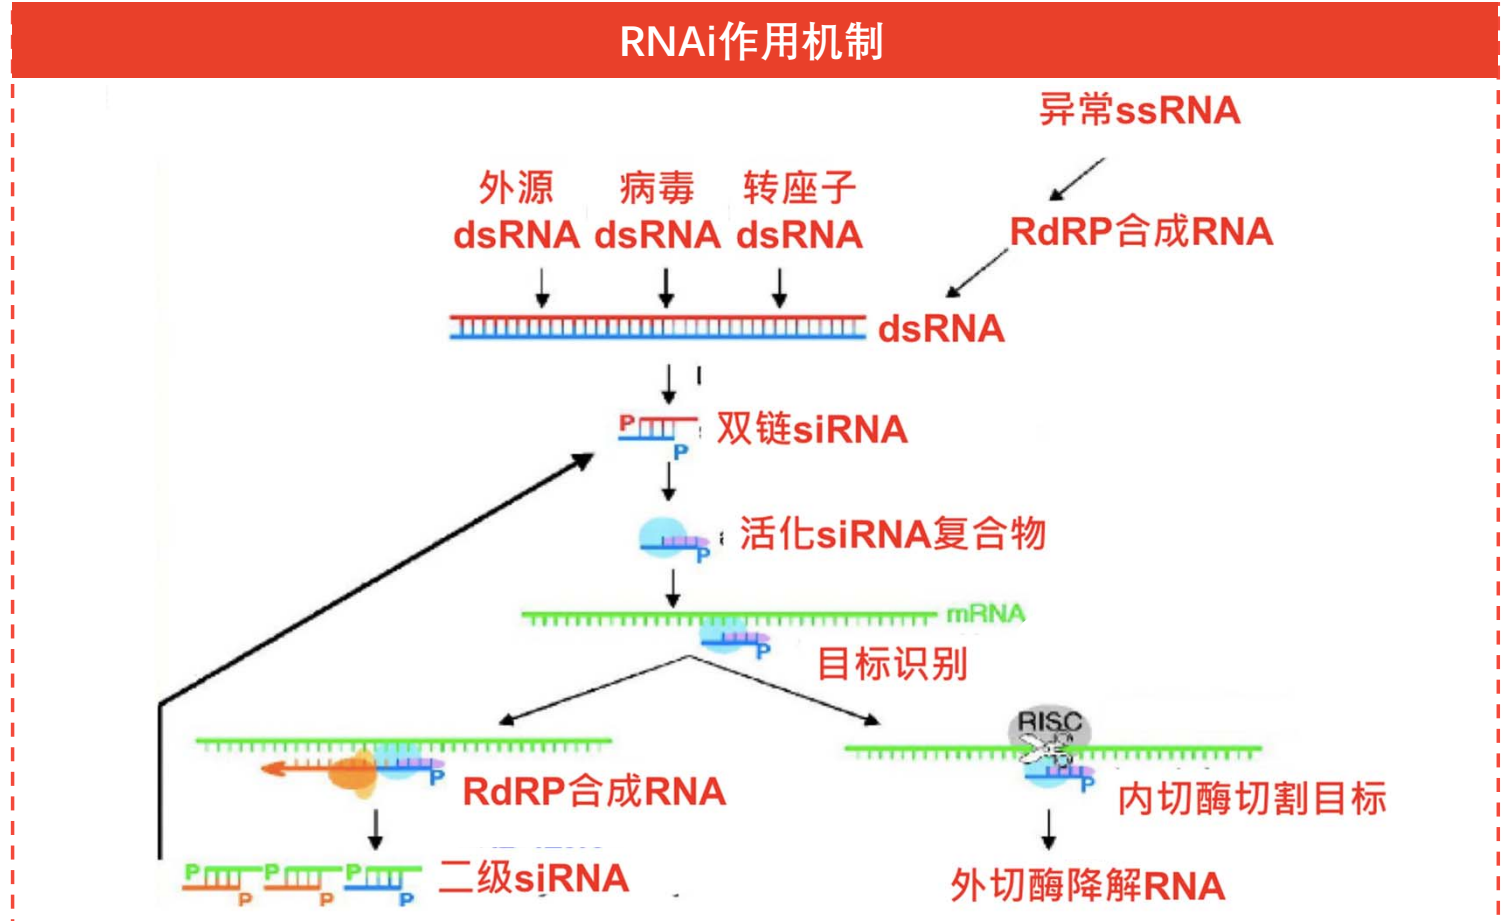 RNAi作用机制
异常ssRNA
外源
dsRNA
病毒
dsRNA
转座子
dsRNA
RdRP合成RNA
dsRNA
P
P
双链siRNA
活化siRNA复合物
P
mRNA
P
目标识别
RISC
P
RdRP合成RNA
P
内切酶切割目标
P P P
P P P
二级siRNA
外切酶降解RNA